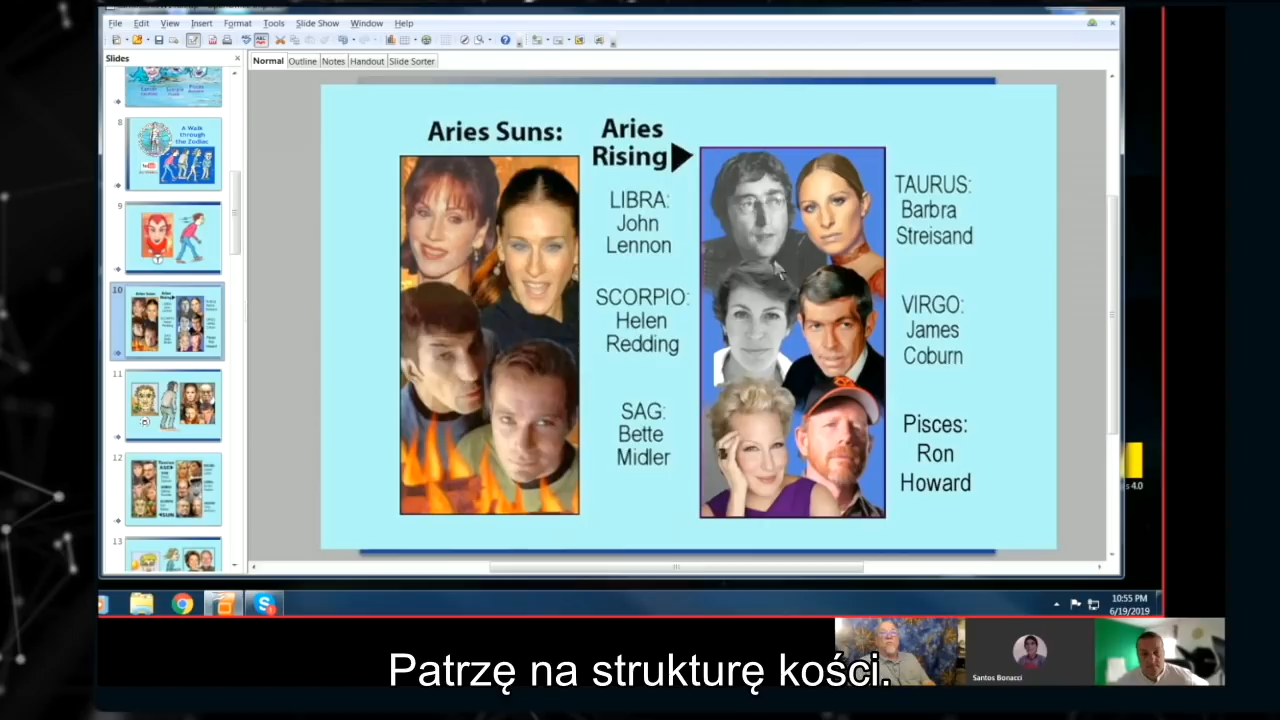 File Edit View Insert Format Tools Slide Show Window Help
Slides
Normal Outline Notes Handout Slide Sorter
8
A Walk
through
the Zodiac
9
10
11
12
13
Aries Suns:
Aries
Rising
LIBRA:
John
Lennon
SCORPIO:
Helen
Redding
SAG:
Bette
Midler
TAURUS:
Barbra
Streisand
VIRGO:
James
Coburn
Pisces:
Ron
Howard
s 4.0
10:55 PM
6/19/2019
Santos Bonacci
Patrzę na strukturę kości.